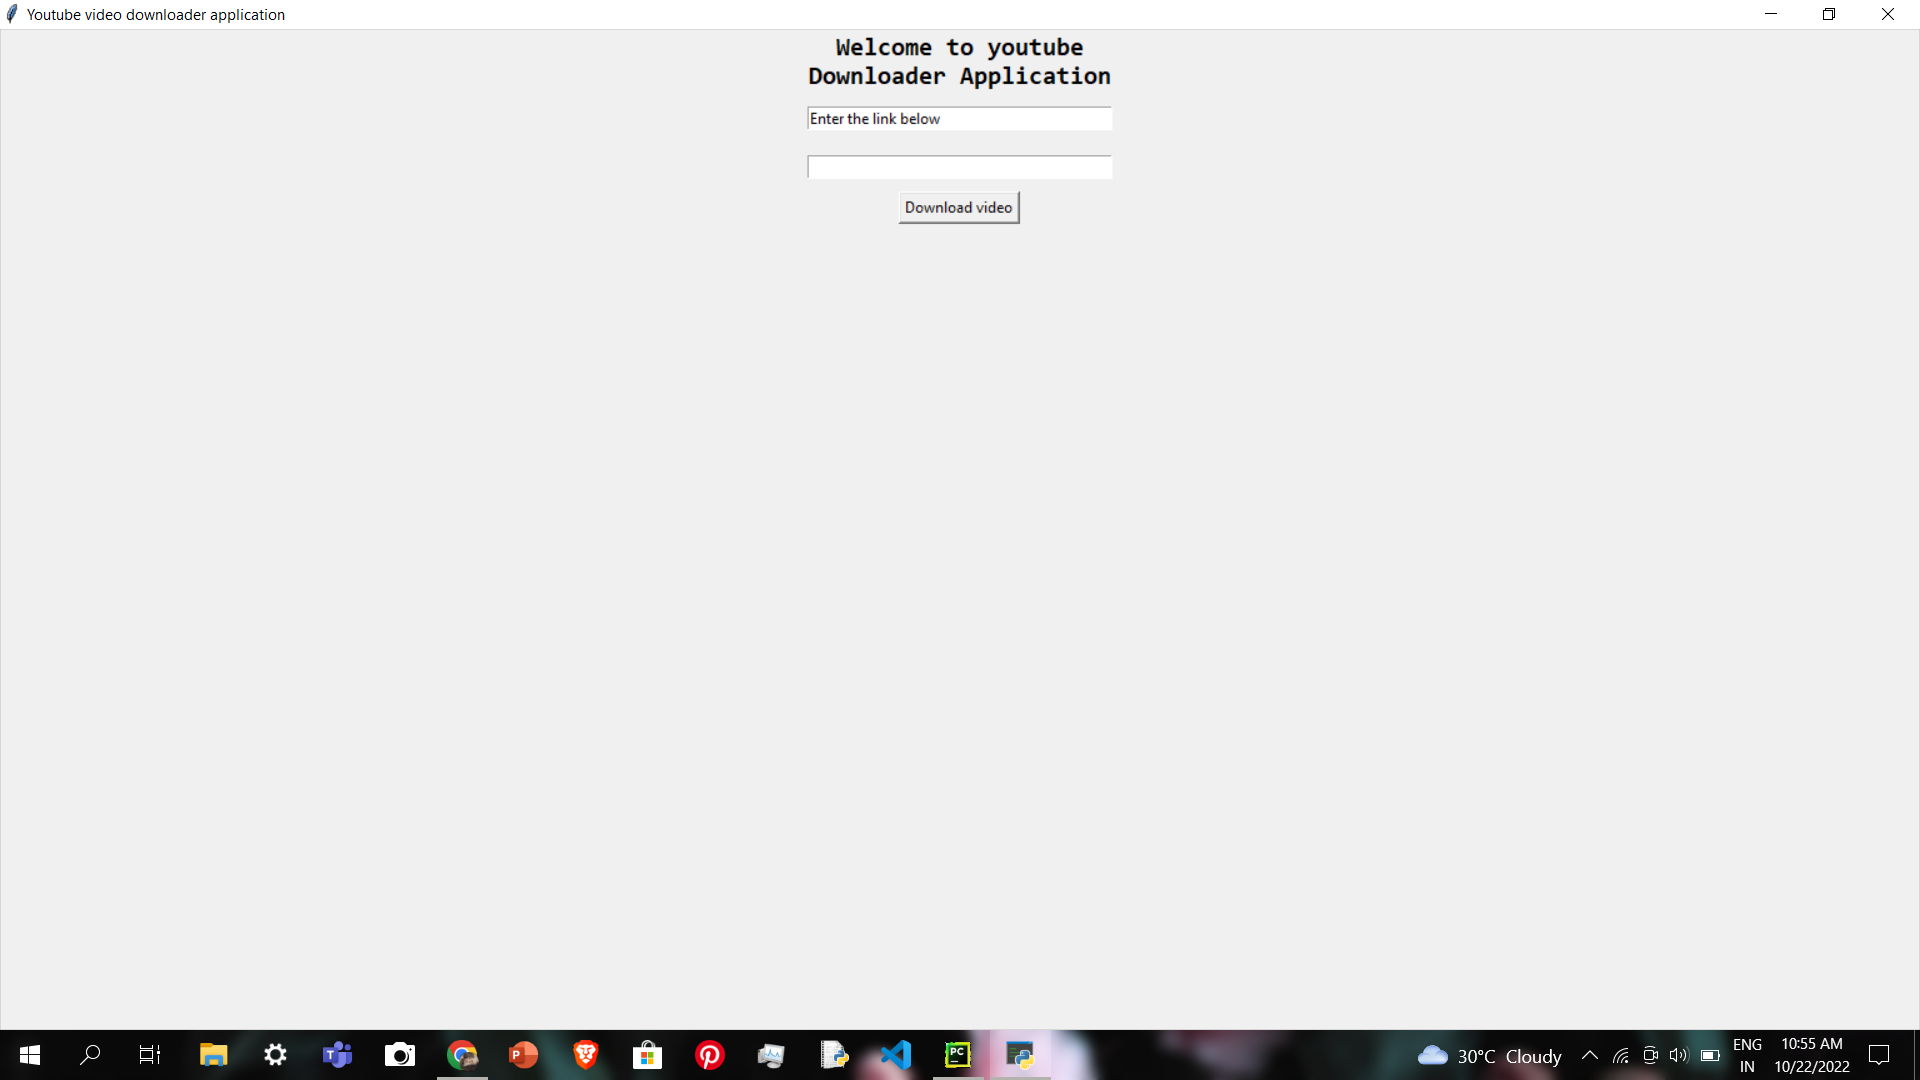 Youtube video downloader application
Welcome to youtube
Downloader Application
Enter the link below
Download video
30°C Cloudy
ENG
IN
10:55 AM
10/22/2022
PC
T
P